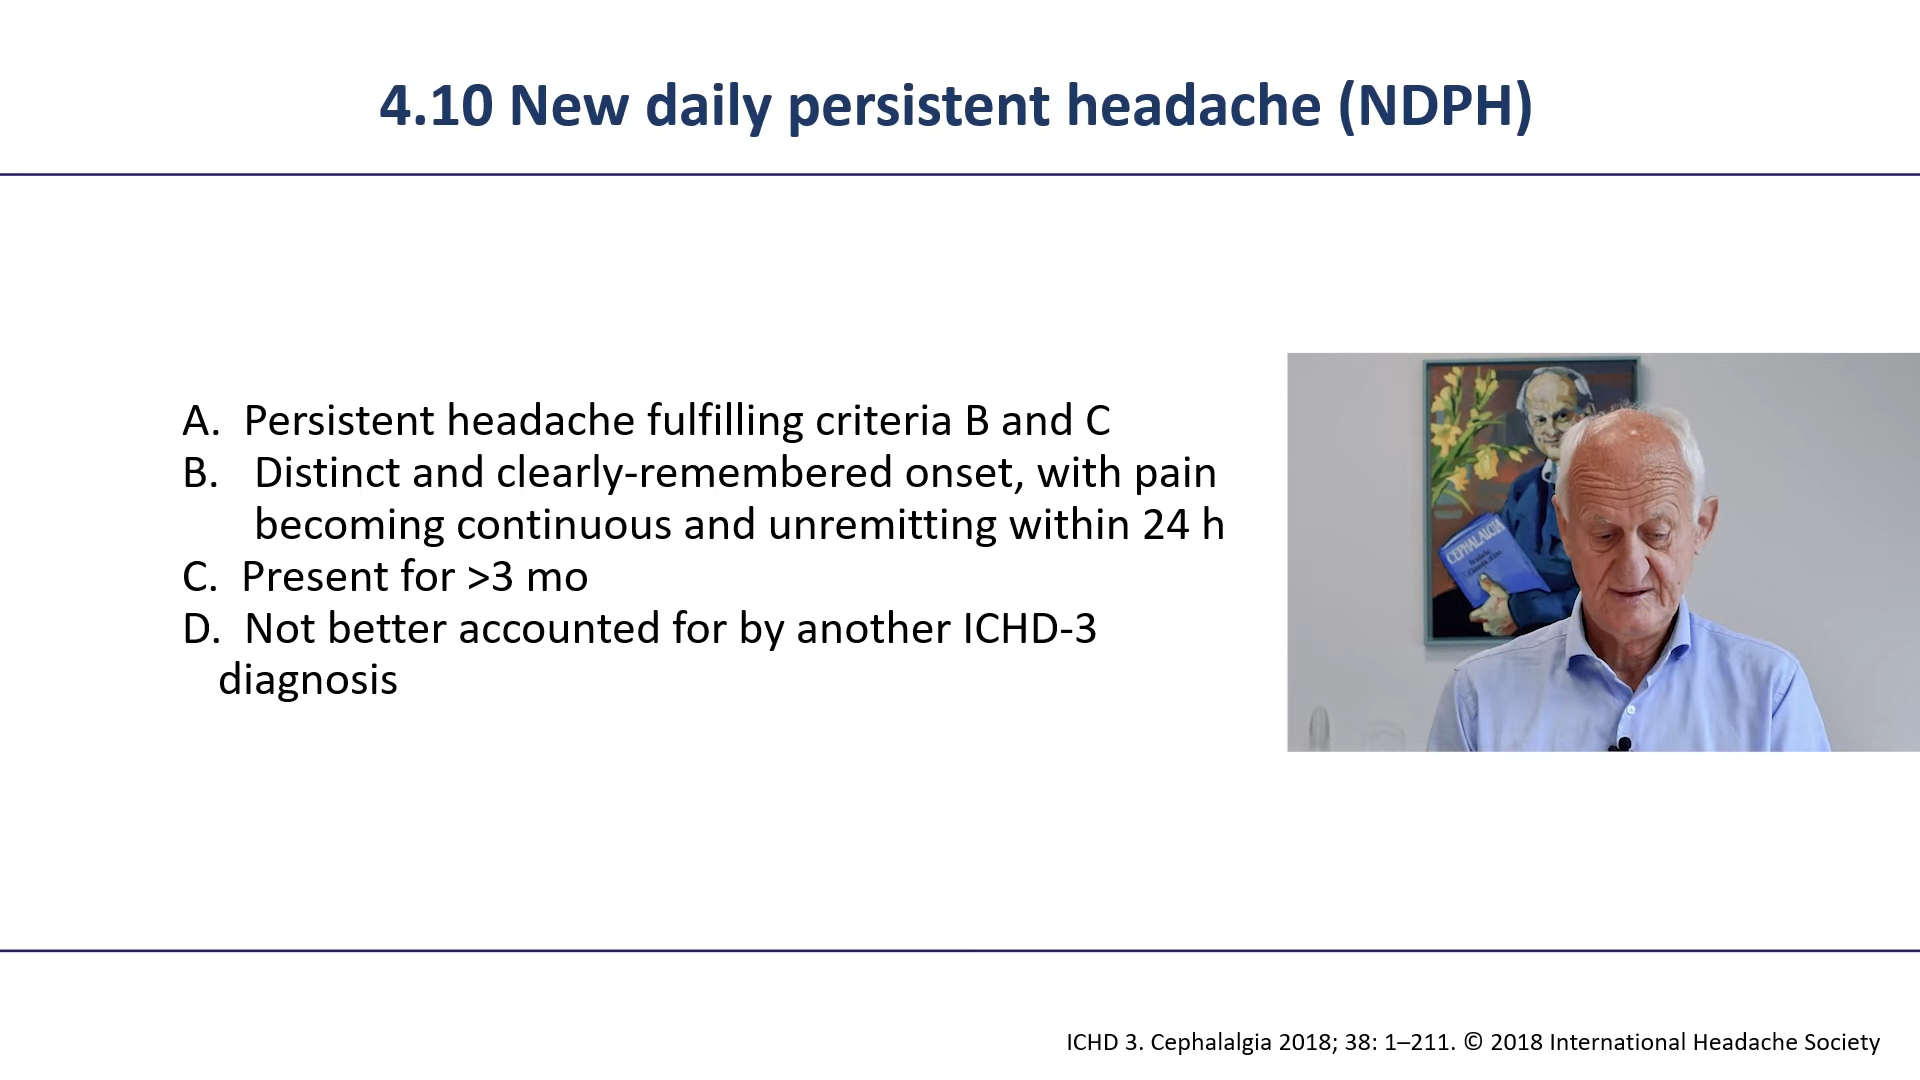 4.10 New daily persistent headache (NDPH)
A. Persistent headache fulfilling criteria B and C
B. Distinct and clearly-remembered onset, with pain
becoming continuous and unremitting within 24 h
C. Present for >3 mo
D. Not better accounted for by another ICHD-3
diagnosis
CEPHALALGIA
ICHD 3. Cephalalgia 2018; 38: 1–211. © 2018 International Headache Society